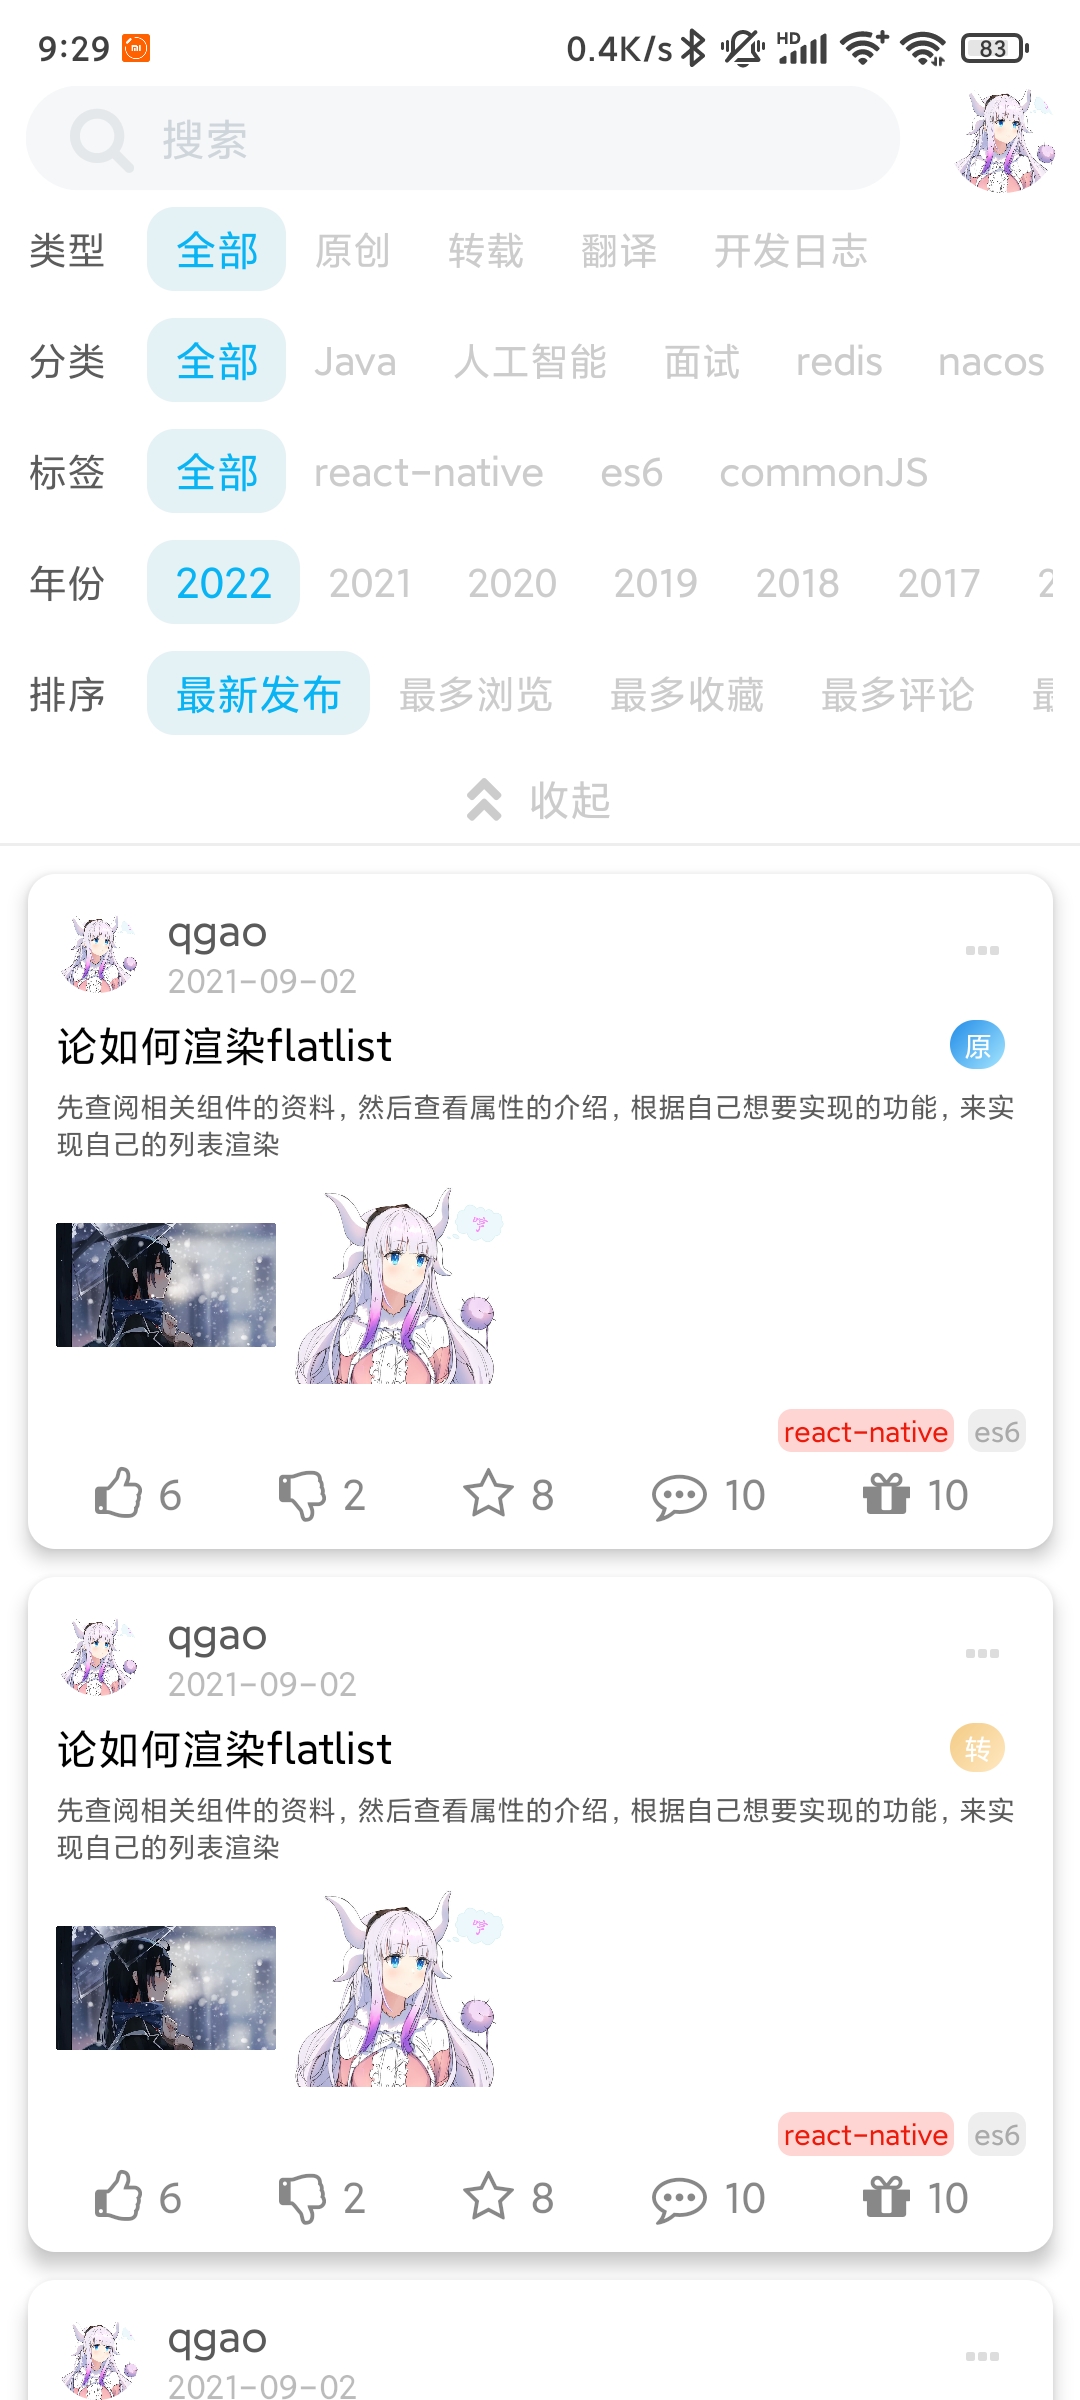 9:29 0.4K/s HD 83
搜索
类型 全部 原创 转载 翻译 开发日志
分类 全部 Java 人工智能 面试 redis nacos
标签 全部 react-native es6 commonJS
年份 2022 2021 2020 2019 2018 2017 2
排序 最新发布 最多浏览 最多收藏 最多评论 最
收起
qgao
2021-09-02
论如何渲染flatlist 原
先查阅相关组件的资料，然后查看属性的介绍，根据自己想要实现的功能，来实
现自己的列表渲染
哼
react-native es6
6 2 8 10 10
qgao
2021-09-02
论如何渲染flatlist 转
先查阅相关组件的资料，然后查看属性的介绍，根据自己想要实现的功能，来实
现自己的列表渲染
哼
react-native es6
6 2 8 10 10
qgao
2021-09-02